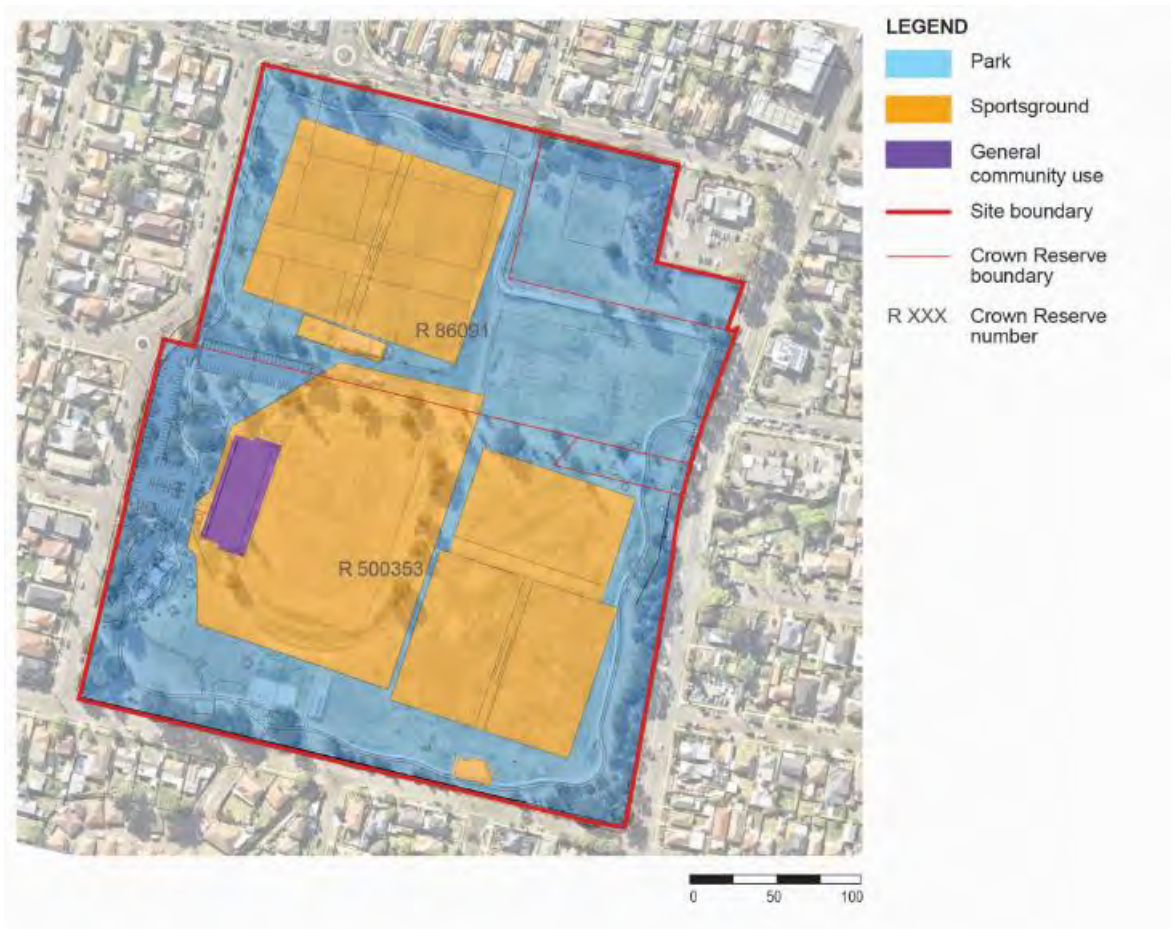 LEGEND
Park
Sportsground
General
community use
Site boundary
Crown Reserve
boundary
R XXX Crown Reserve
number
R 86091
R 500353
0 50 100